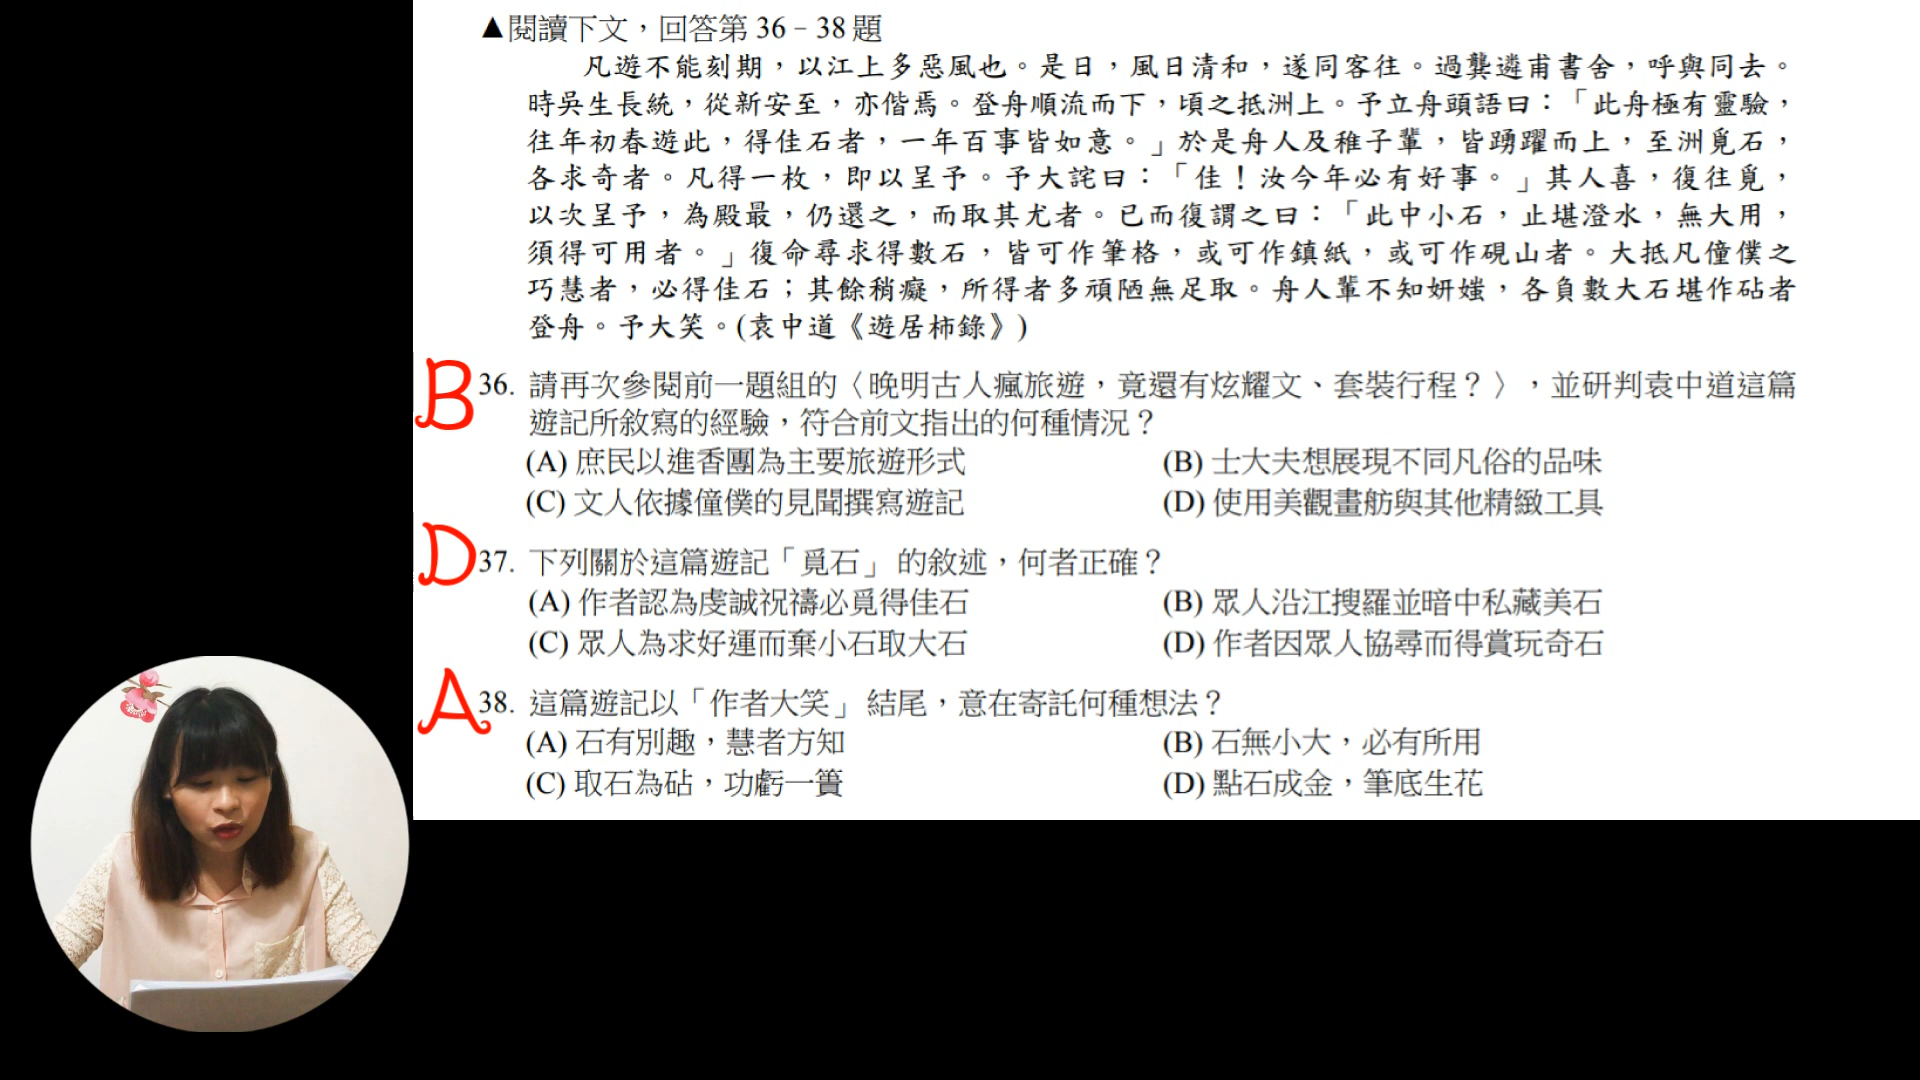 ▲閱讀下文，回答第 36－38 題
凡遊不能刻期，以江上多惡風也。是日，風日清和，遂同客往。過龔遴甫書舍，呼與同去。
時吳生長統，從新安至，亦偕焉。登舟順流而下，頃之抵洲上。予立舟頭語曰：「此舟極有靈驗，
往年初春遊此，得佳石者，一年百事皆如意。」於是舟人及稚子輩，皆踴躍而上，至洲覓石，
各求奇者。凡得一枚，即以呈予。予大詫曰：「佳！汝今年必有好事。」其人喜，復往覓，
以次呈予，為殿最，仍還之，而取其尤者。已而復謂之曰：「此中小石，止堪澄水，無大用，
須得可用者。」復命尋求得數石，皆可作筆格，或可作鎮紙，或可作硯山者。大抵凡僮僕之
巧慧者，必得佳石；其餘稍癡，所得者多頑陋無足取。舟人輩不知妍媸，各負數大石堪作砧者
登舟。予大笑。(袁中道《遊居柿錄》)
B 36. 請再次參閱前一題組的〈晚明古人瘋旅遊，竟還有炫耀文、套裝行程？〉，並研判袁中道這篇
遊記所敘寫的經驗，符合前文指出的何種情況？
(A) 庶民以進香團為主要旅遊形式 (B) 士大夫想展現不同凡俗的品味
(C) 文人依據僮僕的見聞撰寫遊記 (D) 使用美觀畫舫與其他精緻工具
D 37. 下列關於這篇遊記「覓石」的敘述，何者正確？
(A) 作者認為虔誠祝禱必覓得佳石 (B) 眾人沿江搜羅並暗中私藏美石
(C) 眾人為求好運而棄小石取大石 (D) 作者因眾人協尋而得賞玩奇石
A 38. 這篇遊記以「作者大笑」結尾，意在寄託何種想法？
(A) 石有別趣，慧者方知 (B) 石無小大，必有所用
(C) 取石為砧，功虧一簣 (D) 點石成金，筆底生花